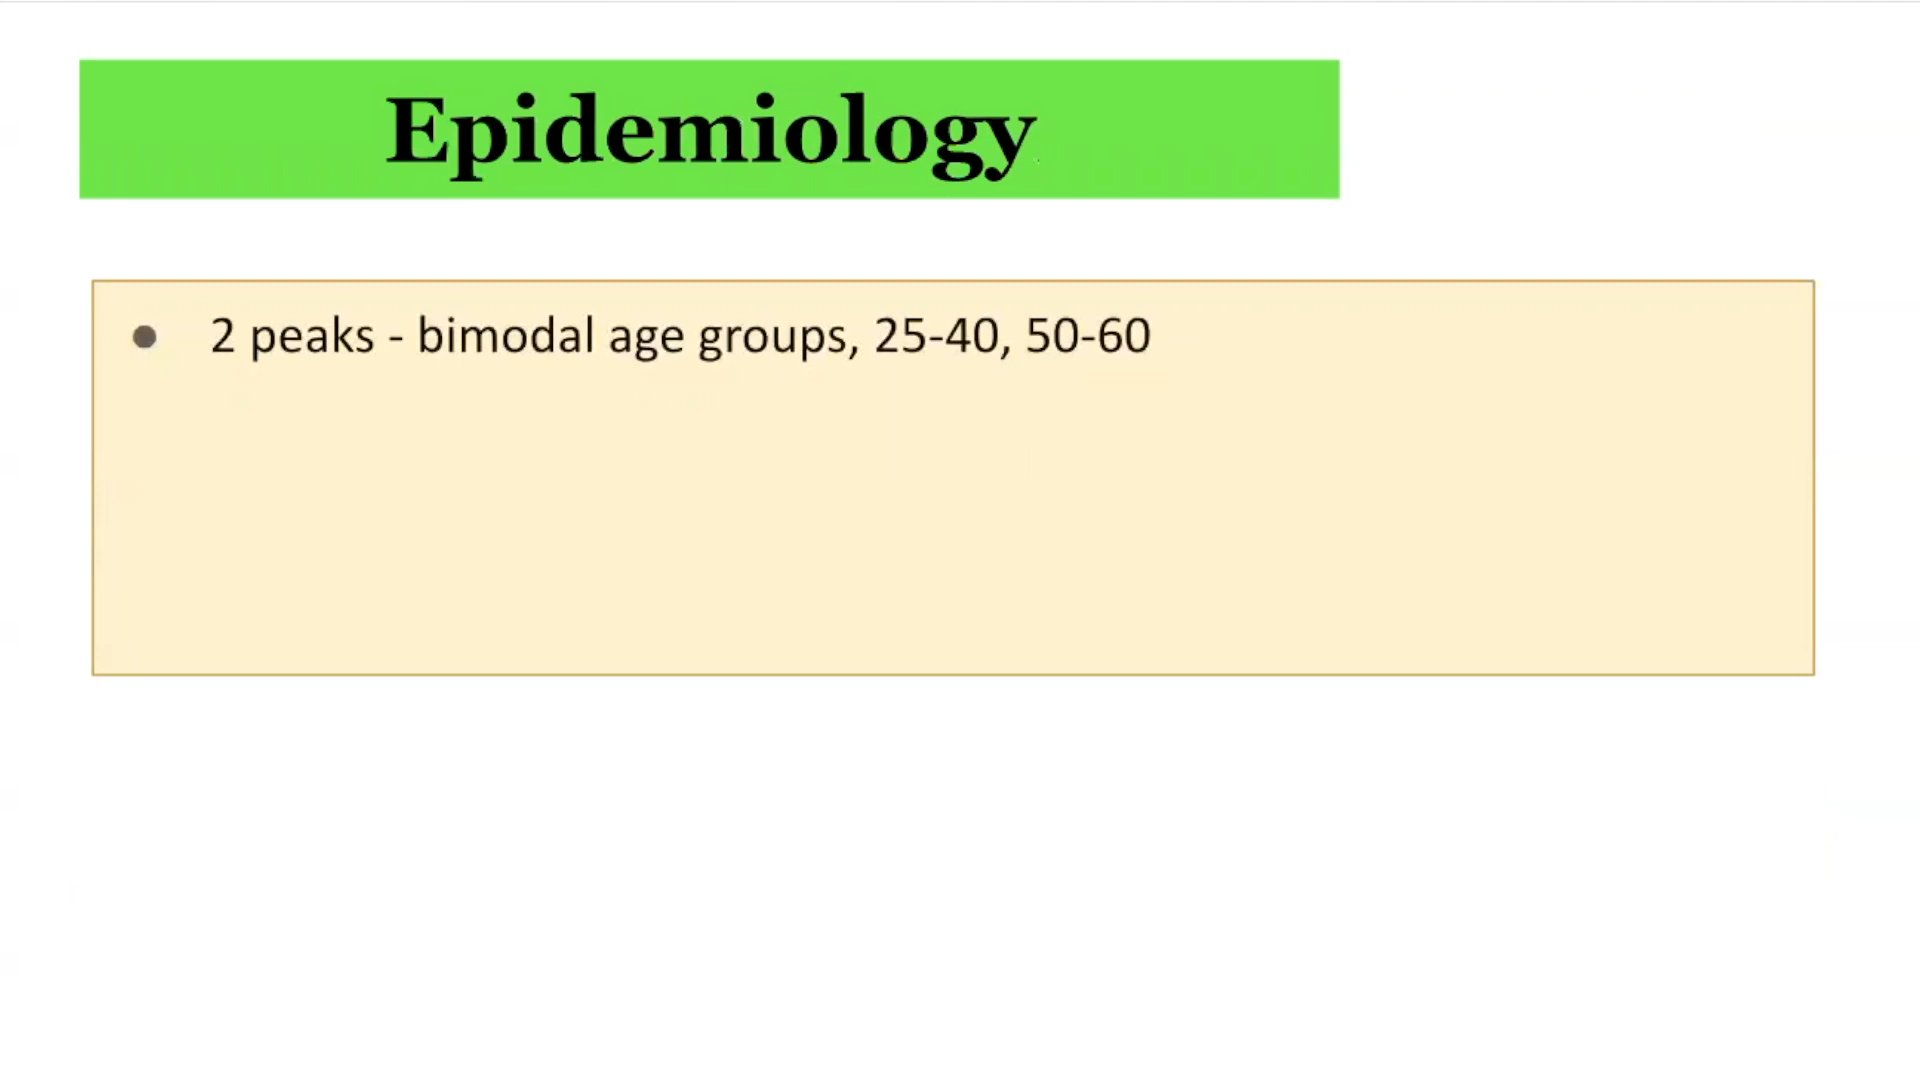 Epidemiology
● 2 peaks - bimodal age groups, 25-40, 50-60